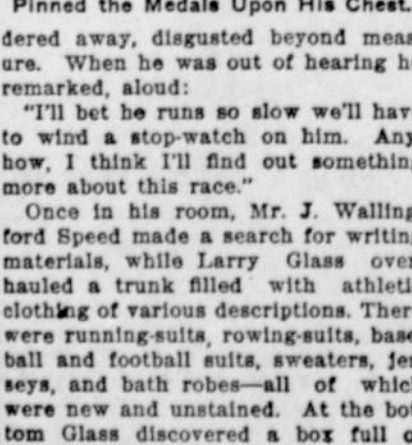 Pinned the Medals Upon His Chest.
dered away, disgusted beyond meas
ure. When he was out of hearing h
remarked, aloud:
"I'll bet he runs so slow we'll hav
to wind a stop-watch on him. Any
how, I think I'll find out something
more about this race."
Once in his room, Mr. J. Walling
ford Speed made a search for writing
materials, while Larry Glass over
hauled a trunk filled with athleti
clothing of various descriptions. Ther
were running-suits, rowing-suits, base
ball and football suits, sweaters, jer
seys, and bath robes—all of which
were new and unstained. At the bot
tom Glass discovered a box full o